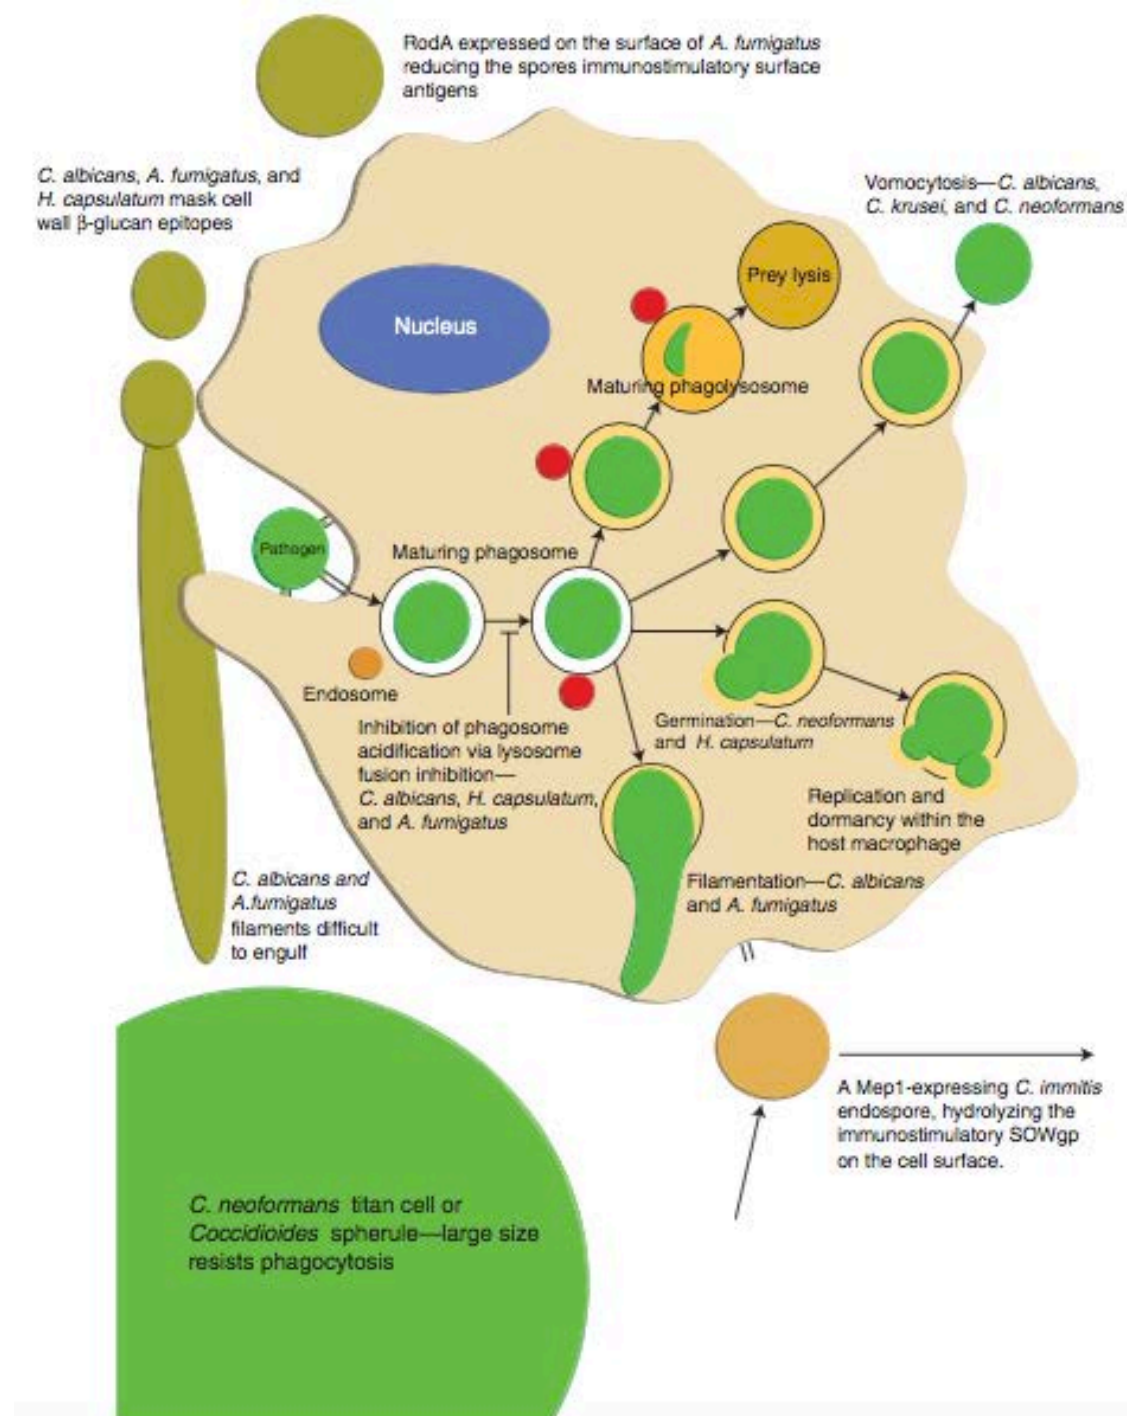 RodA expressed on the surface of A. fumigatus
reducing the spores immunostimulatory surface
antigens
C. albicans, A. fumigatus, and
H. capsulatum mask cell
wall β-glucan epitopes
Vomocytosis—C. albicans,
C. krusei, and C. neoformans
Prey lysis
Nucleus
Maturing phagolysosome
Pathogen
Maturing phagosome
Endosome
Inhibition of phagosome
acidification via lysosome
fusion inhibition—
C. albicans, H. capsulatum,
and A. fumigatus
Germination—C. neoformans
and H. capsulatum
Replication and
dormancy within the
host macrophage
Filamentation—C. albicans
and A. fumigatus
C. albicans and
A.fumigatus
filaments difficult
to engulf
A Mep1-expressing C. immitis
endospore, hydrolyzing the
immunostimulatory SOWgp
on the cell surface.
C. neoformans titan cell or
Coccidioides spherule—large size
resists phagocytosis